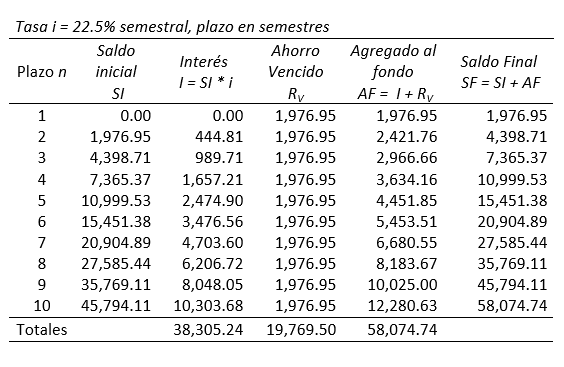 Tasa i = 22.5% semestral, plazo en semestres
Plazo n Saldo inicial SI Interés I = SI * i Ahorro Vencido RV Agregado al fondo AF = I + RV Saldo Final SF = SI + AF
1 0.00 0.00 1,976.95 1,976.95 1,976.95
2 1,976.95 444.81 1,976.95 2,421.76 4,398.71
3 4,398.71 989.71 1,976.95 2,966.66 7,365.37
4 7,365.37 1,657.21 1,976.95 3,634.16 10,999.53
5 10,999.53 2,474.90 1,976.95 4,451.85 15,451.38
6 15,451.38 3,476.56 1,976.95 5,453.51 20,904.89
7 20,904.89 4,703.60 1,976.95 6,680.55 27,585.44
8 27,585.44 6,206.72 1,976.95 8,183.67 35,769.11
9 35,769.11 8,048.05 1,976.95 10,025.00 45,794.11
10 45,794.11 10,303.68 1,976.95 12,280.63 58,074.74
Totales 38,305.24 19,769.50 58,074.74